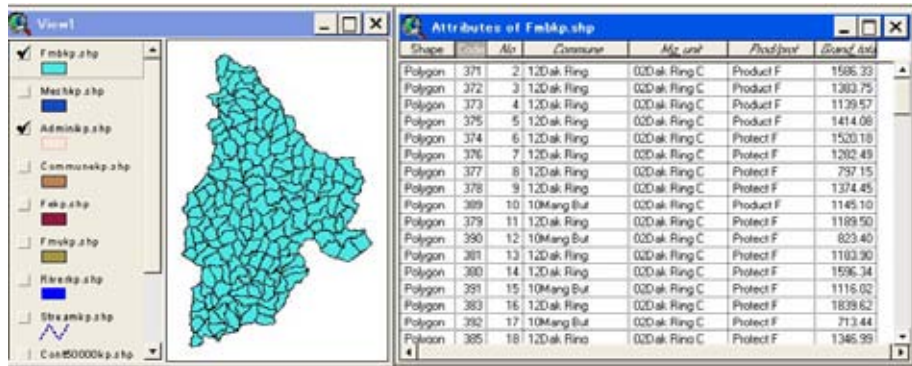 View1
Fmbkp.shp
Meshkp.shp
Adminikp.shp
Communekp.shp
Fekp.shp
Fmukp.shp
Riverkp.shp
Streamkp.shp
Cont50000kp.shp
Attributes of Fmbkp.shp
Shape No Commune Mg_unit Prod/prot Grand_tota
Polygon 371 2 12Dak Ring 02Dak Ring C Product F 1586.33
Polygon 372 3 12Dak Ring 02Dak Ring C Product F 1383.75
Polygon 373 4 12Dak Ring 02Dak Ring C Product F 1139.57
Polygon 375 5 12Dak Ring 02Dak Ring C Product F 1414.08
Polygon 374 6 12Dak Ring 02Dak Ring C Protect F 1520.18
Polygon 376 7 12Dak Ring 02Dak Ring C Protect F 1282.49
Polygon 377 8 12Dak Ring 02Dak Ring C Protect F 797.15
Polygon 378 9 12Dak Ring 02Dak Ring C Protect F 1374.45
Polygon 389 10 10Mang But 02Dak Ring C Product F 1145.10
Polygon 379 11 12Dak Ring 02Dak Ring C Protect F 1189.50
Polygon 390 12 10Mang But 02Dak Ring C Protect F 823.40
Polygon 381 13 12Dak Ring 02Dak Ring C Protect F 1183.90
Polygon 380 14 12Dak Ring 02Dak Ring C Protect F 1596.34
Polygon 391 15 10Mang But 02Dak Ring C Protect F 1116.02
Polygon 383 16 12Dak Ring 02Dak Ring C Protect F 1839.62
Polygon 392 17 10Mang But 02Dak Ring C Protect F 713.44
Polygon 385 18 12Dak Ring 02Dak Ring C Protect F 1346.99